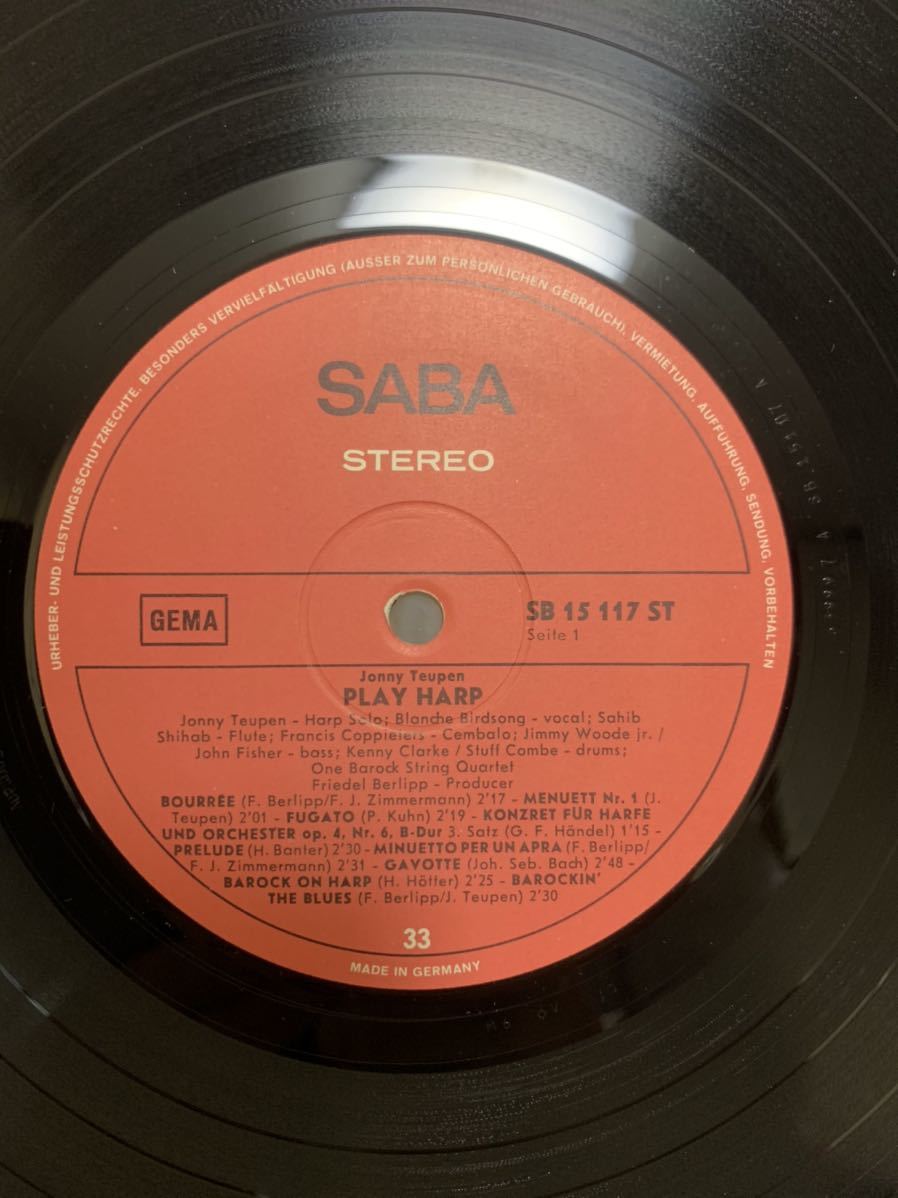 URHEBER- UND LEISTUNGSSCHUTZRECHTE, BESONDERS VERVIELFÄLTIGUNG (AUSSER ZUM PERSÖNLICHEN GEBRAUCH), VERMIETUNG, AUFFÜHRUNG, SENDUNG, VORBEHALTEN
SABA
STEREO
GEMA
SB 15 117 ST
Seite 1
Jonny Teupen
PLAY HARP
Jonny Teupen - Harp Solo; Blanche Birdsong - vocal; Sahib
Shihab - Flute; Francis Coppieters - Cembalo; Jimmy Woode jr. /
John Fisher - bass; Kenny Clarke / Stuff Combe - drums;
One Barock String Quartet
Friedel Berlipp - Producer
BOURRÉE (F. Berlipp/F. J. Zimmermann) 2'17 - MENUETT Nr. 1 (J.
Teupen) 2'01 - FUGATO (P. Kuhn) 2'19 - KONZRET FÜR HARFE
UND ORCHESTER op. 4, Nr. 6, B-Dur 3. Satz (G. F. Händel) 1'15 -
PRELUDE (H. Banter) 2'30 - MINUETTO PER UN APRA (F. Berlipp/
F. J. Zimmermann) 2'31 - GAVOTTE (Joh. Seb. Bach) 2'48 -
BAROCK ON HARP (H. Hötter) 2'25 - BAROCKIN'
THE BLUES (F. Berlipp/J. Teupen) 2'30
33
MADE IN GERMANY